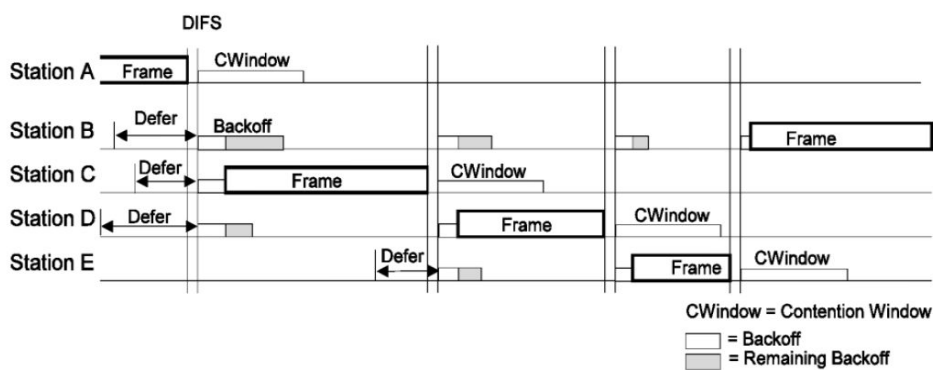 DIFS
Station A Frame CWindow
Station B Defer Backoff Frame
Station C Defer Frame CWindow
Station D Defer Frame CWindow
Station E Defer Frame CWindow
CWindow = Contention Window
= Backoff
= Remaining Backoff